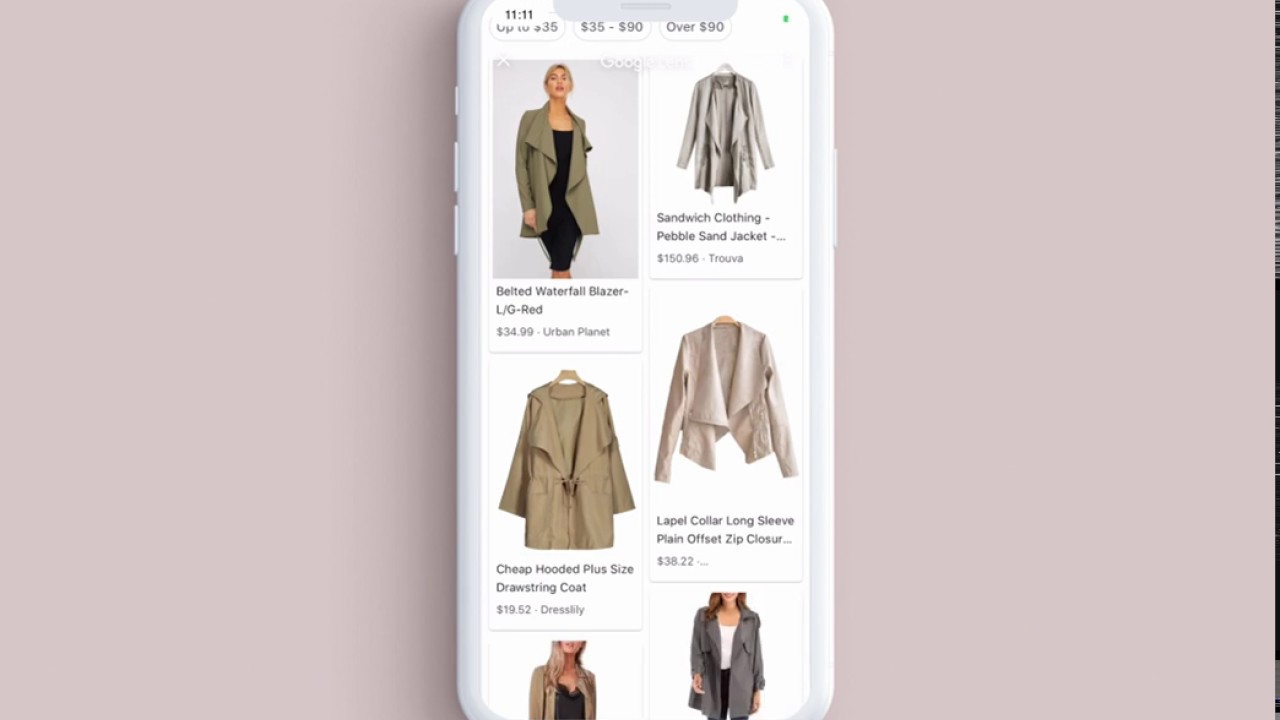 11:11
Up to $35
$35 - $90
Over $90
Google Lens
Belted Waterfall Blazer-
L/G-Red
$34.99 · Urban Planet
Sandwich Clothing -
Pebble Sand Jacket -...
$150.96 · Trouva
Cheap Hooded Plus Size
Drawstring Coat
$19.52 · Dresslily
Lapel Collar Long Sleeve
Plain Offset Zip Closur...
$38.22 ·...